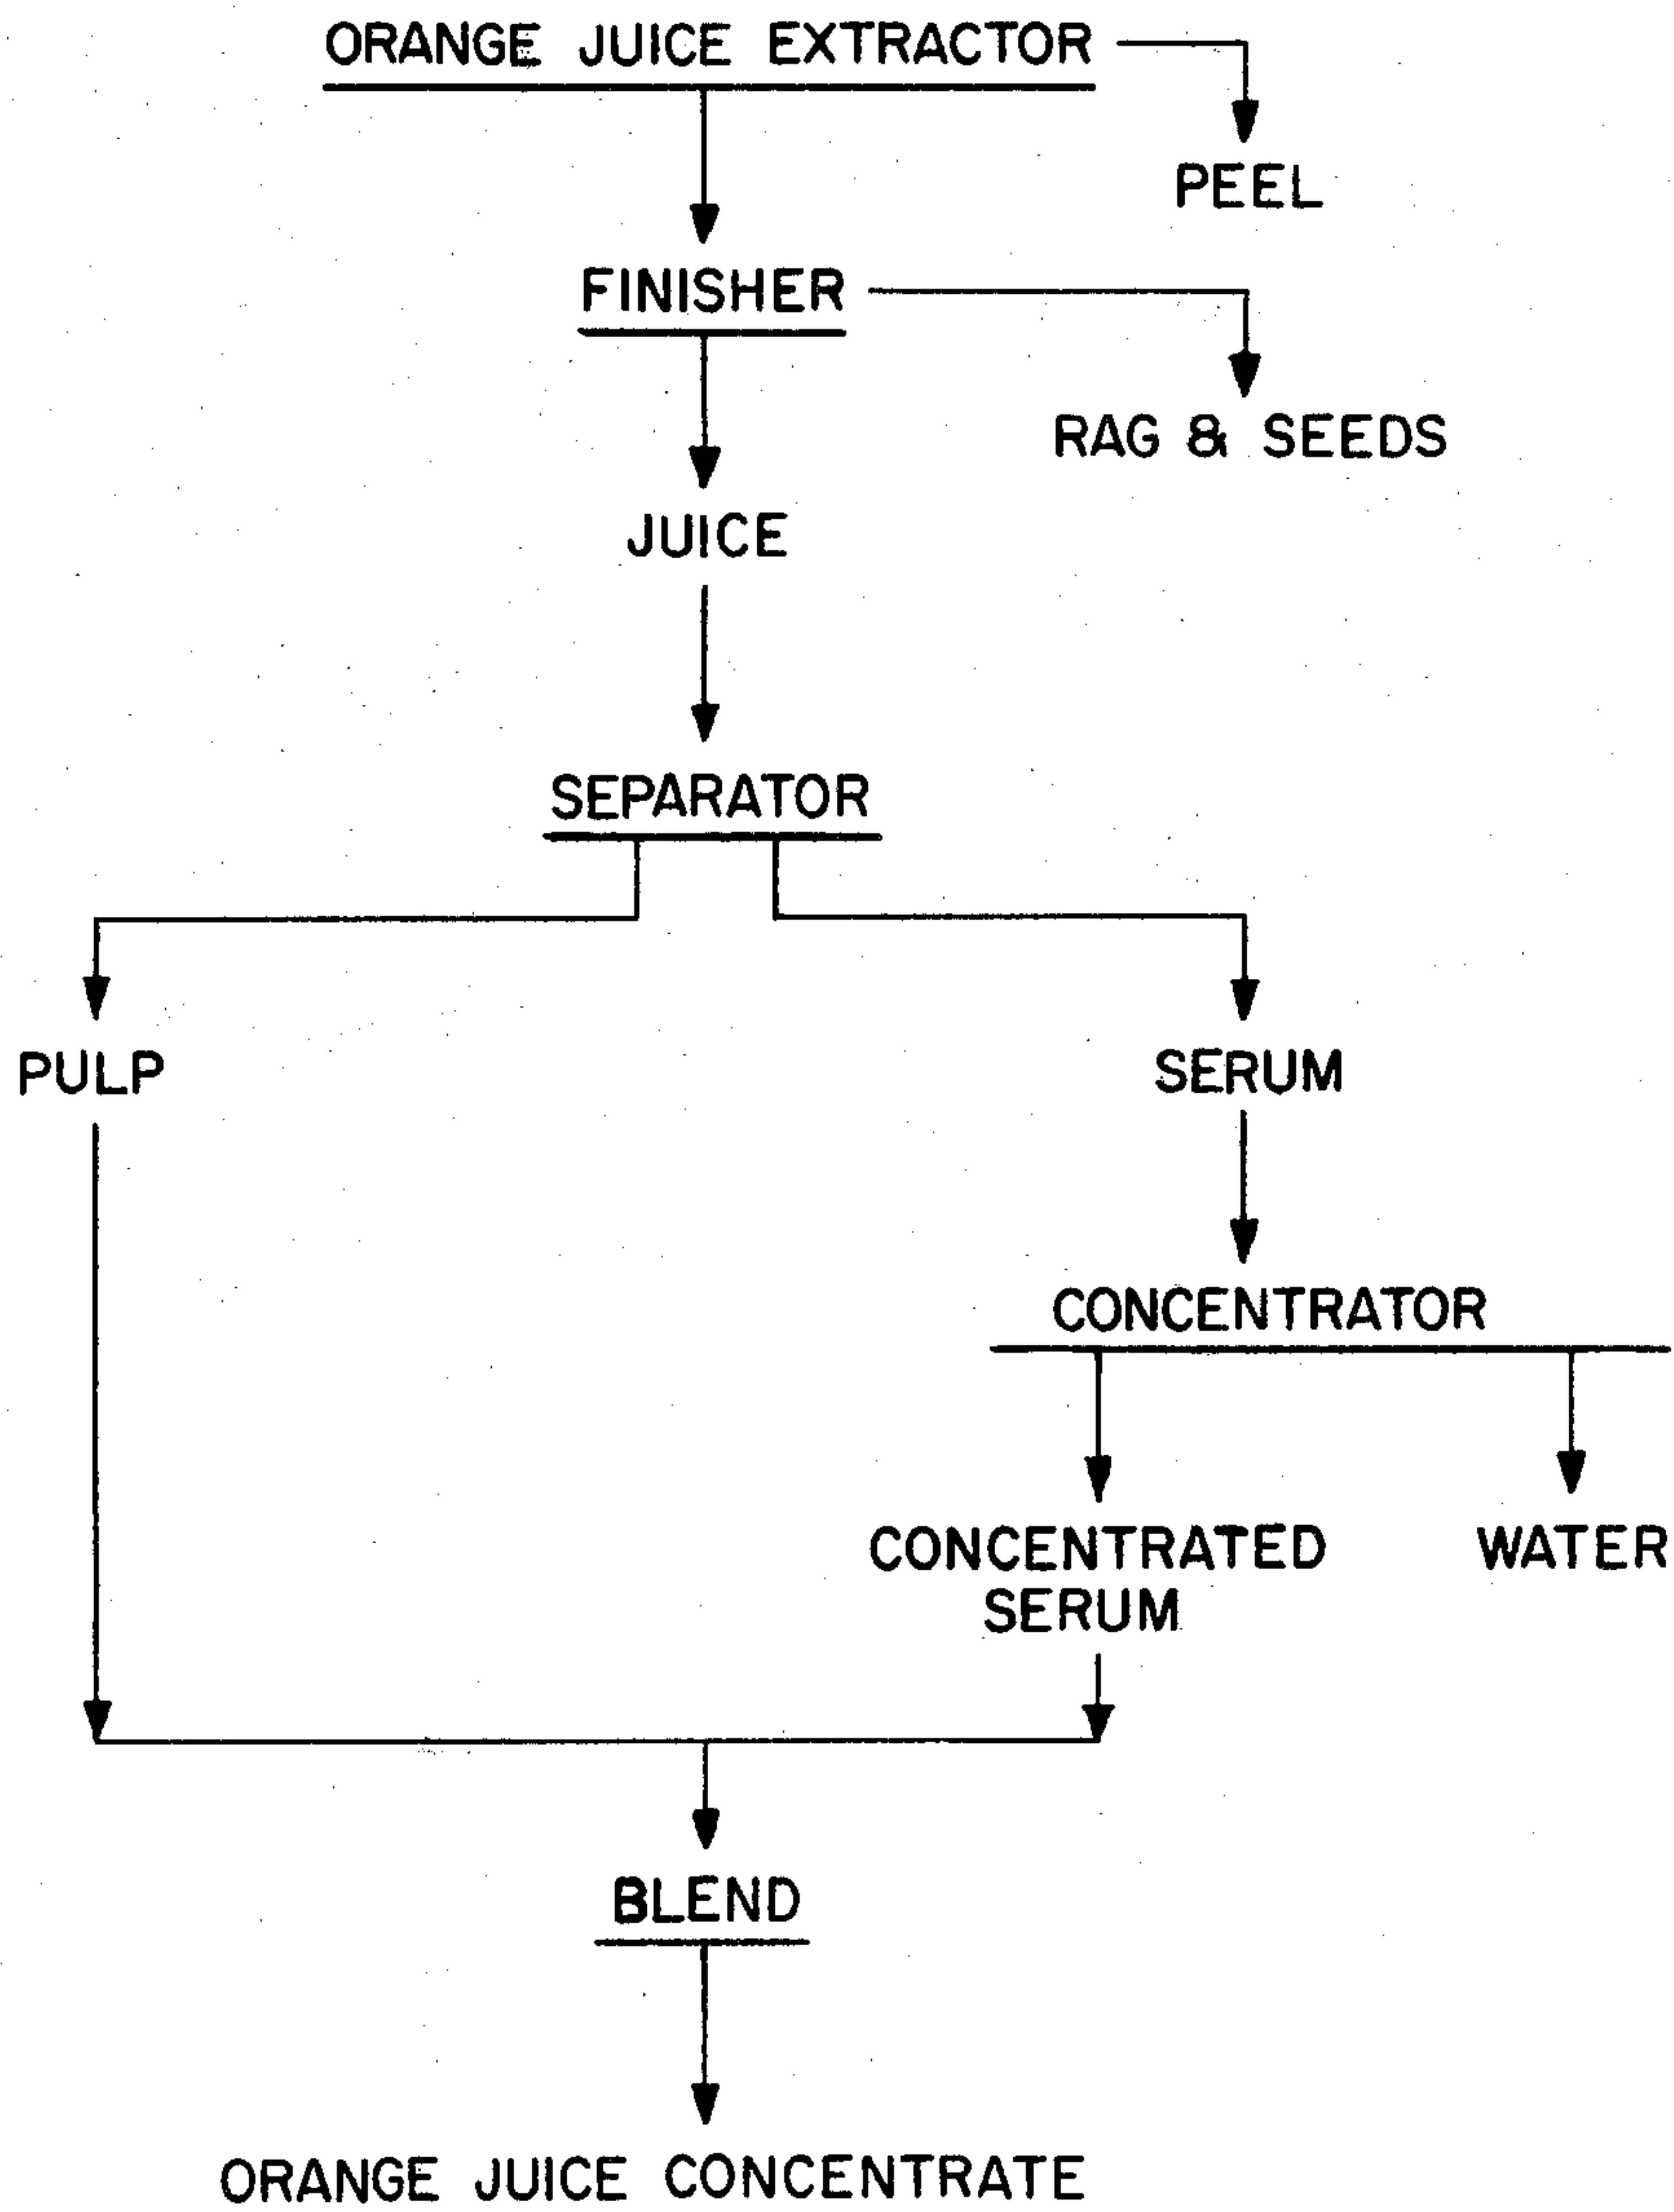 ORANGE JUICE EXTRACTOR
PEEL
FINISHER
RAG & SEEDS
JUICE
SEPARATOR
PULP
SERUM
CONCENTRATOR
CONCENTRATED
SERUM
WATER
BLEND
ORANGE JUICE CONCENTRATE